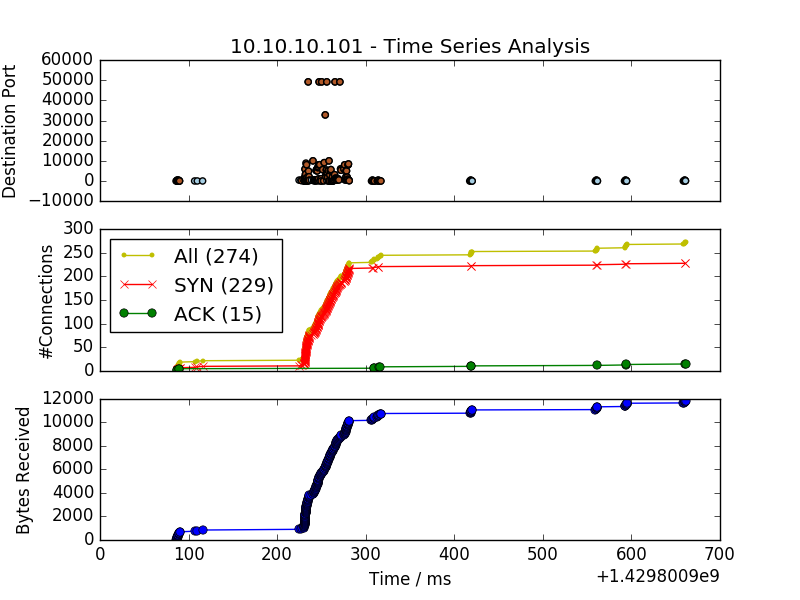 10.10.10.101 - Time Series Analysis
60000
50000
40000
30000
20000
10000
0
−10000
Destination Port
300
250
200
150
100
50
0
#Connections
All (274)
SYN (229)
ACK (15)
12000
10000
8000
6000
4000
2000
0
Bytes Received
0 100 200 300 400 500 600 700
Time / ms
+1.4298009e9